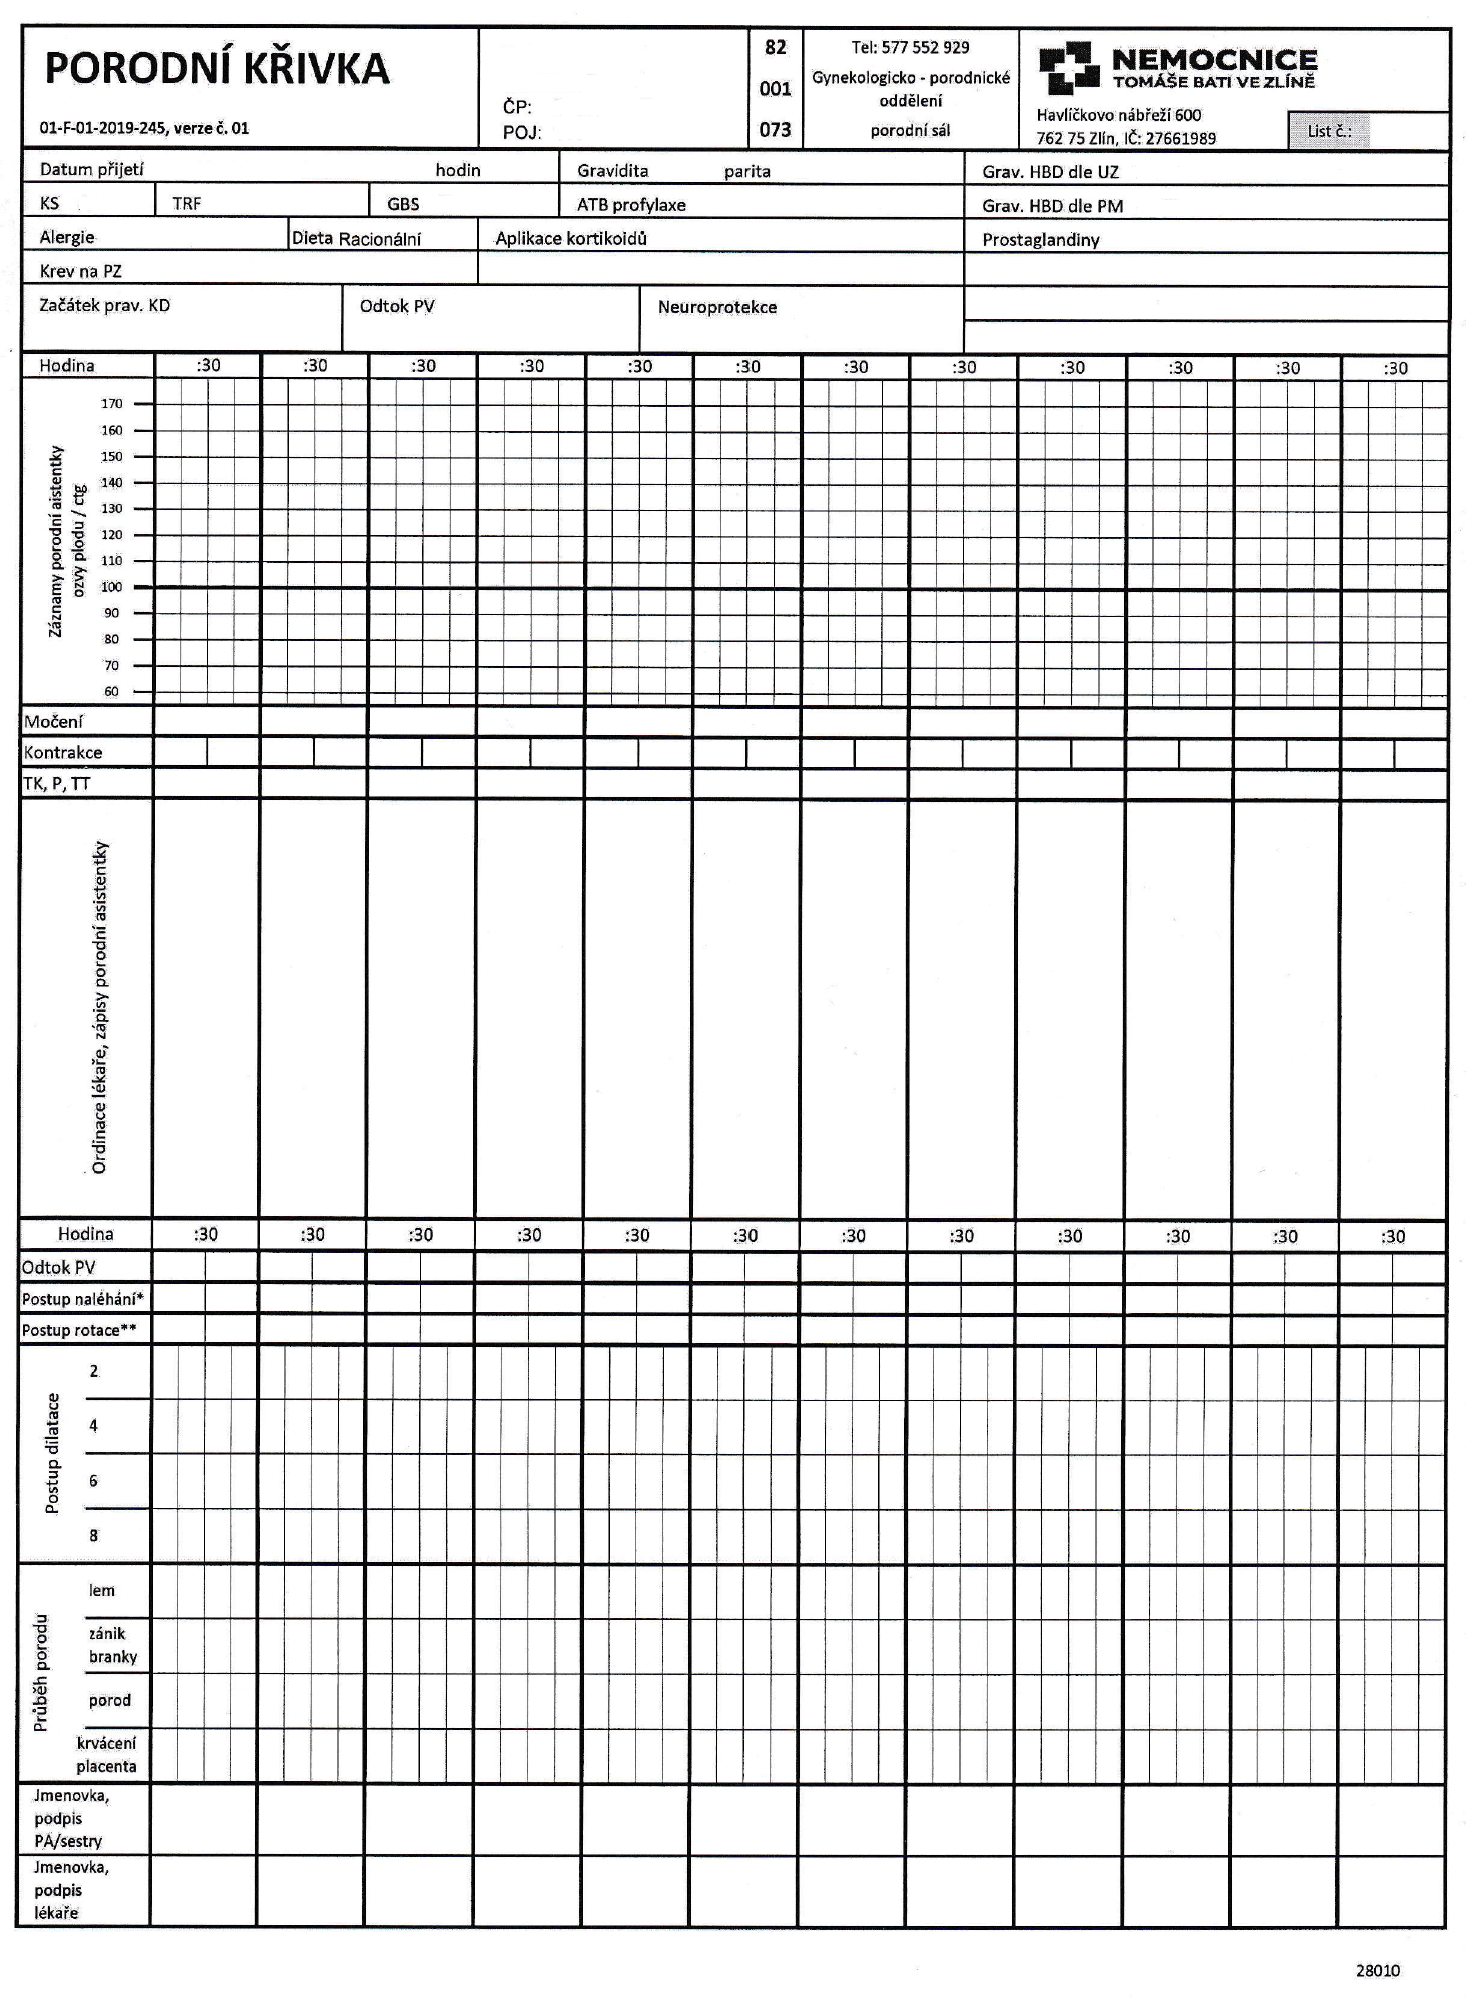 PORODNÍ KŘIVKA
01-F-01-2019-245, verze č. 01
ČP:
POJ:
82
001
073
Tel: 577 552 929
Gynekologicko - porodnické
oddělení
porodní sál
NEMOCNICE
TOMÁŠE BATI VE ZLÍNĚ
Havlíčkovo nábřeží 600
762 75 Zlín, IČ: 27661989
List č.:
Datum přijetí hodin Gravidita parita Grav. HBD dle UZ
KS TRF GBS ATB profylaxe Grav. HBD dle PM
Alergie Dieta Racionální Aplikace kortikoidů Prostaglandiny
Krev na PZ
Začátek prav. KD Odtok PV Neuroprotekce
Hodina :30 :30 :30 :30 :30 :30 :30 :30 :30 :30 :30 :30
Záznamy porodní aistentky
ozvy plodu / ctg
170
160
150
140
130
120
110
100
90
80
70
60
Močení
Kontrakce
TK, P, TT
Ordinace lékaře, zápisy porodní asistentky
Hodina :30 :30 :30 :30 :30 :30 :30 :30 :30 :30 :30 :30
Odtok PV
Postup naléhání*
Postup rotace**
Postup dilatace
2
4
6
8
Průběh porodu
lem
zánik
branky
porod
krvácení
placenta
Jmenovka,
podpis
PA/sestry
Jmenovka,
podpis
lékaře
28010